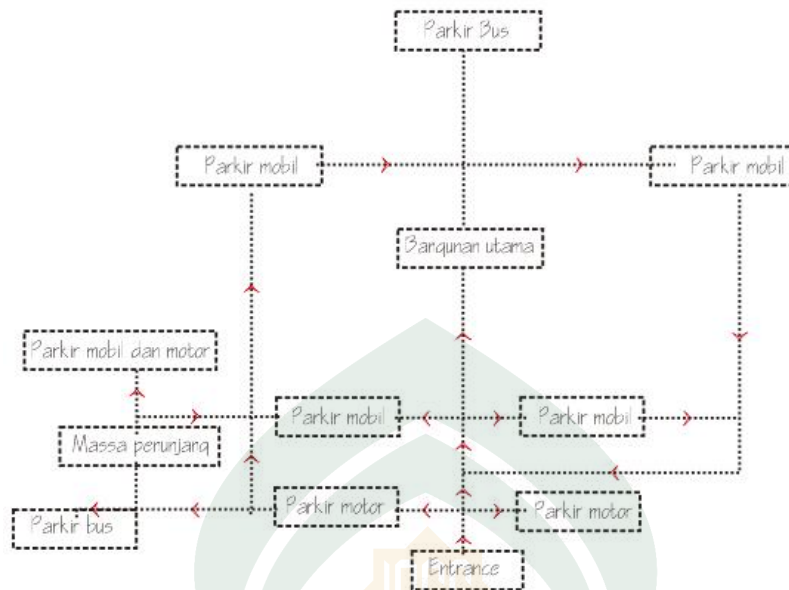 Parkir Bus
Parkir mobil
Parkir mobil
Bangunan utama
Parkir mobil dan motor
Parkir mobil
Parkir mobil
Massa penunjang
Parkir motor
Parkir motor
Parkir bus
Entrance